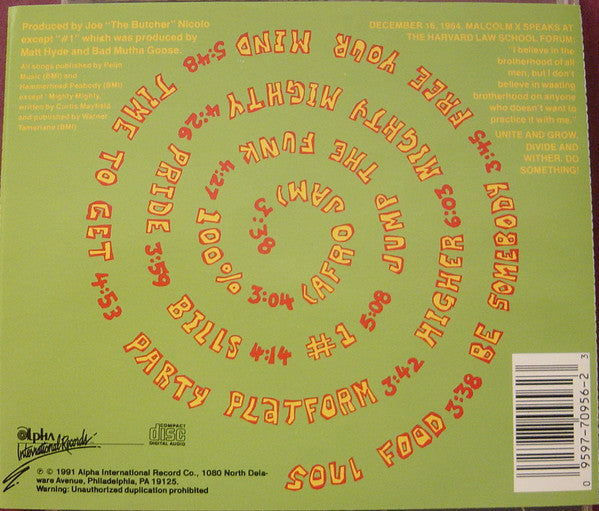 Produced by Joe "The Butcher" Nicolo
except "#1" which was produced by
Matt Hyde and Bad Mutha Goose.
All songs published by Peljo
Music (BMI) and
Hammerhead Peabody (BMI)
except "Mighty Mighty,"
written by Curtis Mayfield
and published by Warner
Tamerlane (BMI)
DECEMBER 16, 1964. MALCOLM X SPEAKS AT
THE HARVARD LAW SCHOOL FORUM:
"I believe in the
brotherhood of all
men, but I don't
believe in wasting
brotherhood on anyone
who doesn't want to
practice it with me."
UNITE AND GROW,
DIVIDE AND
WITHER. DO
SOMETHING!
SOUL FOOD 3:38
BE SOMEBODY 3:45
FREE YOUR MIND 5:48
TIME TO GET 4:53
PARTY PLATFORM 3:42
HIGHER 6:03
MIGHTY MIGHTY 4:26
PRIDE 3:59
BILLS 4:14
#1 5:08
JUMP THE FUNK 4:27
100% 3:04
(AFRO JAM) 3:38
Alpha
International Records
COMPACT
disc
DIGITAL AUDIO
℗ © 1991 Alpha International Record Co., 1080 North Dela-
ware Avenue, Philadelphia, PA 19125.
Warning: Unauthorized duplication prohibited
0 9597-70956-2 3